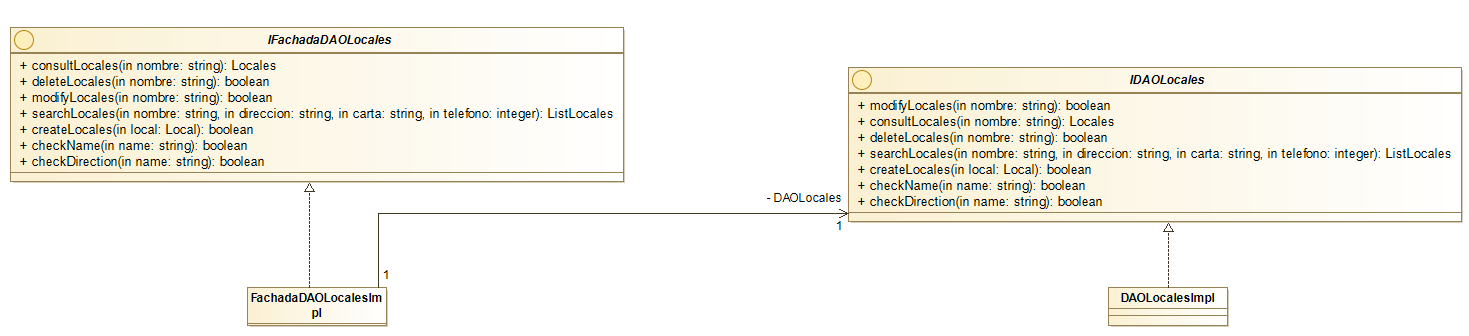 IFachadaDAOLocales
+ consultLocales(in nombre: string): Locales
+ deleteLocales(in nombre: string): boolean
+ modifyLocales(in nombre: string): boolean
+ searchLocales(in nombre: string, in direccion: string, in carta: string, in telefono: integer): ListLocales
+ createLocales(in local: Local): boolean
+ checkName(in name: string): boolean
+ checkDirection(in name: string): boolean
IDAOLocales
+ modifyLocales(in nombre: string): boolean
+ consultLocales(in nombre: string): Locales
+ deleteLocales(in nombre: string): boolean
+ searchLocales(in nombre: string, in direccion: string, in carta: string, in telefono: integer): ListLocales
+ createLocales(in local: Local): boolean
+ checkName(in name: string): boolean
+ checkDirection(in name: string): boolean
- DAOLocales
1
1
FachadaDAOLocalesIm
pl
DAOLocalesImpl